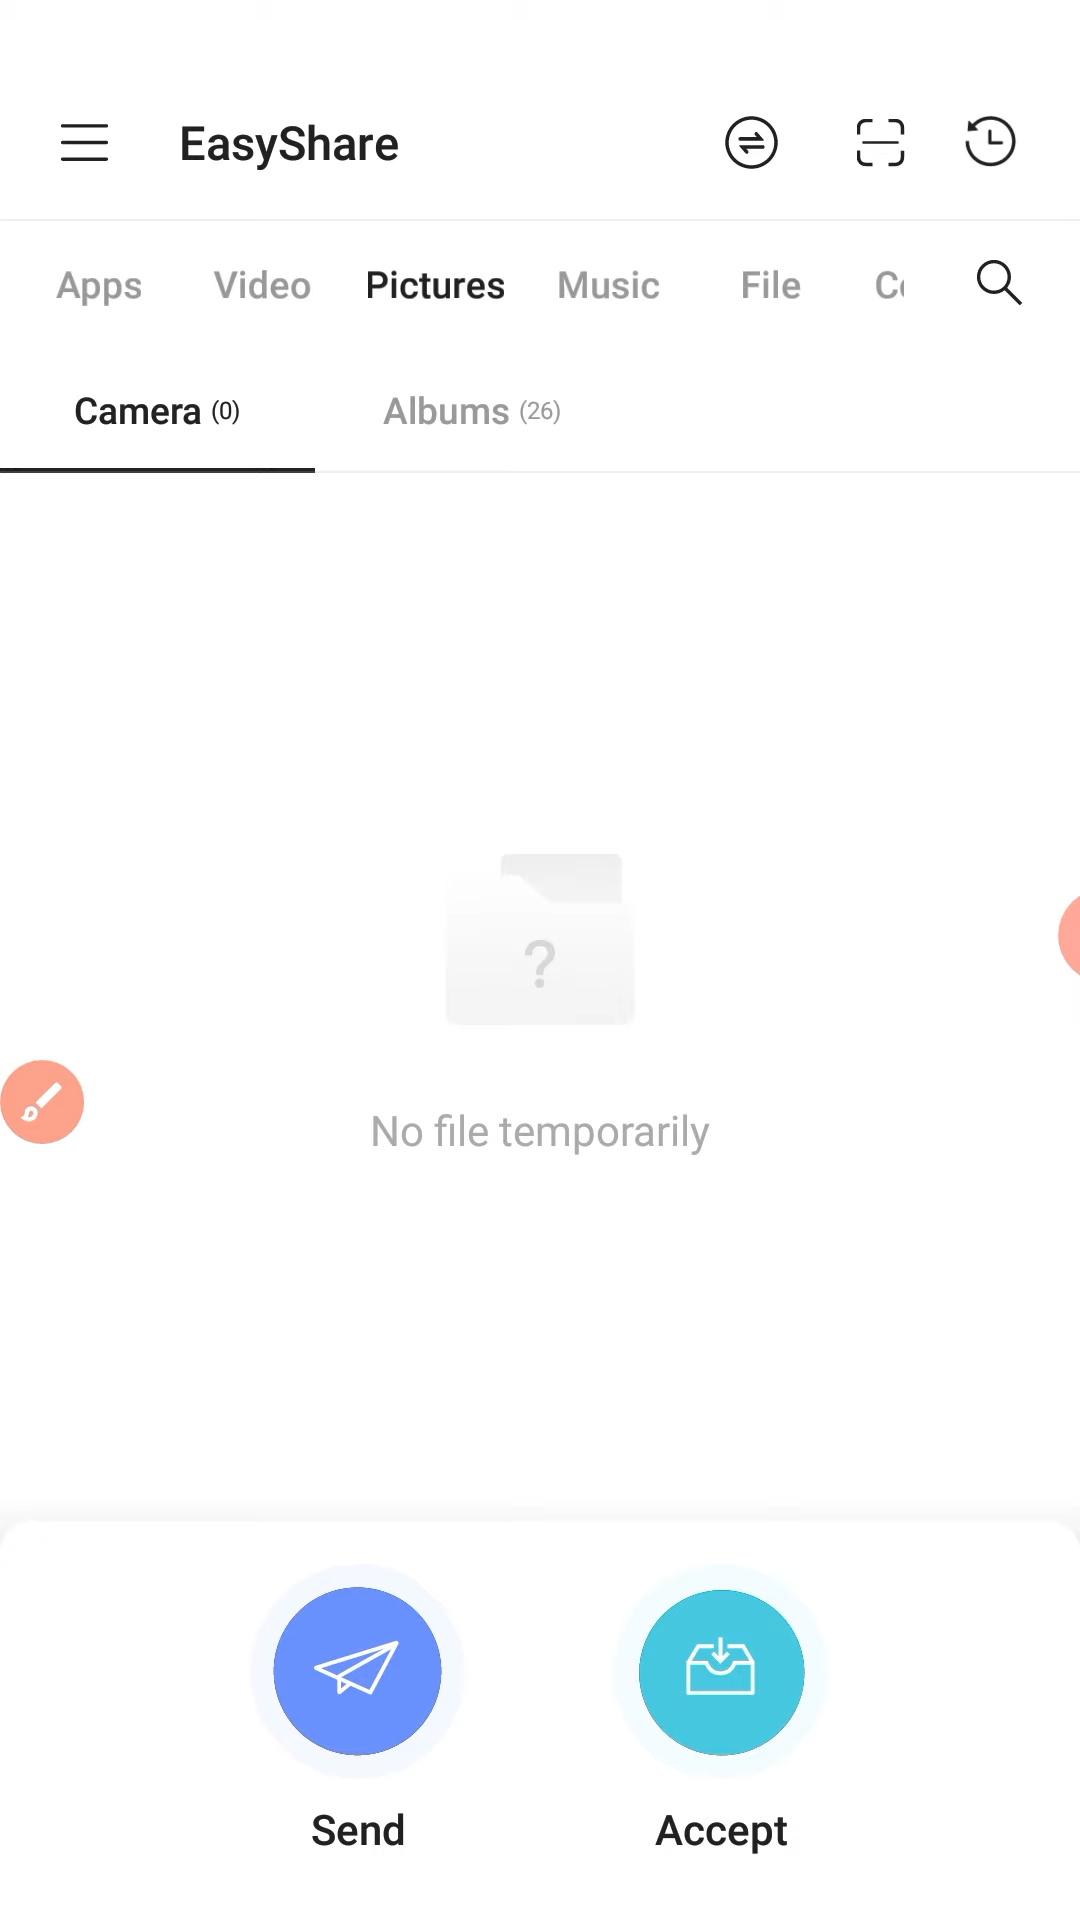 EasyShare
Apps Video Pictures Music File
Camera (0) Albums (26)
?
No file temporarily
Send Accept